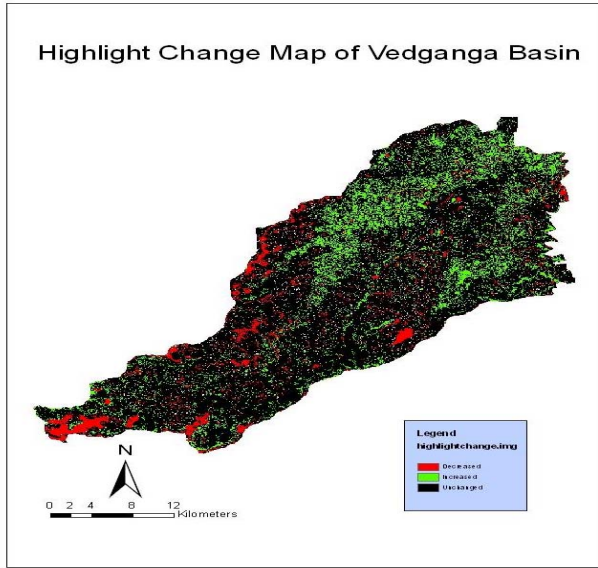 Highlight Change Map of Vedganga Basin
Legend
highlightchange.img
Decreased
Increased
Unchanged
N
0 2 4 8 12
Kilometers